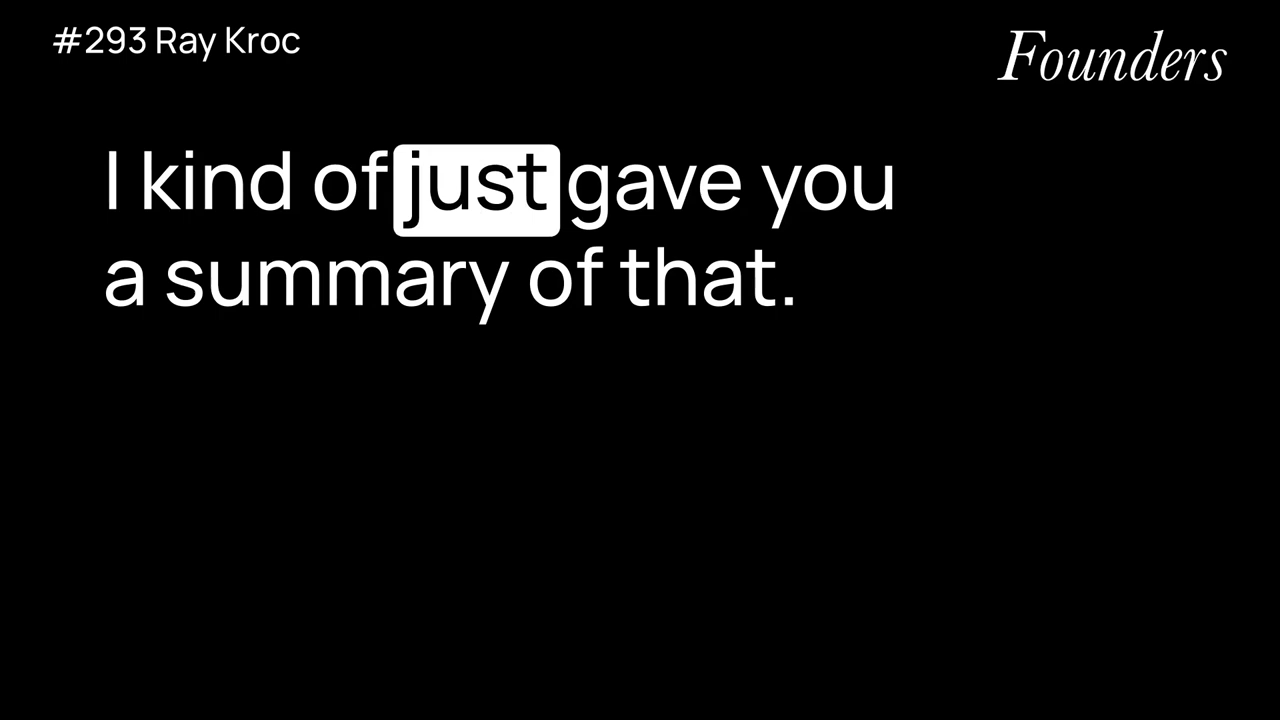 #293 Ray Kroc
Founders
I kind of just gave you
a summary of that.